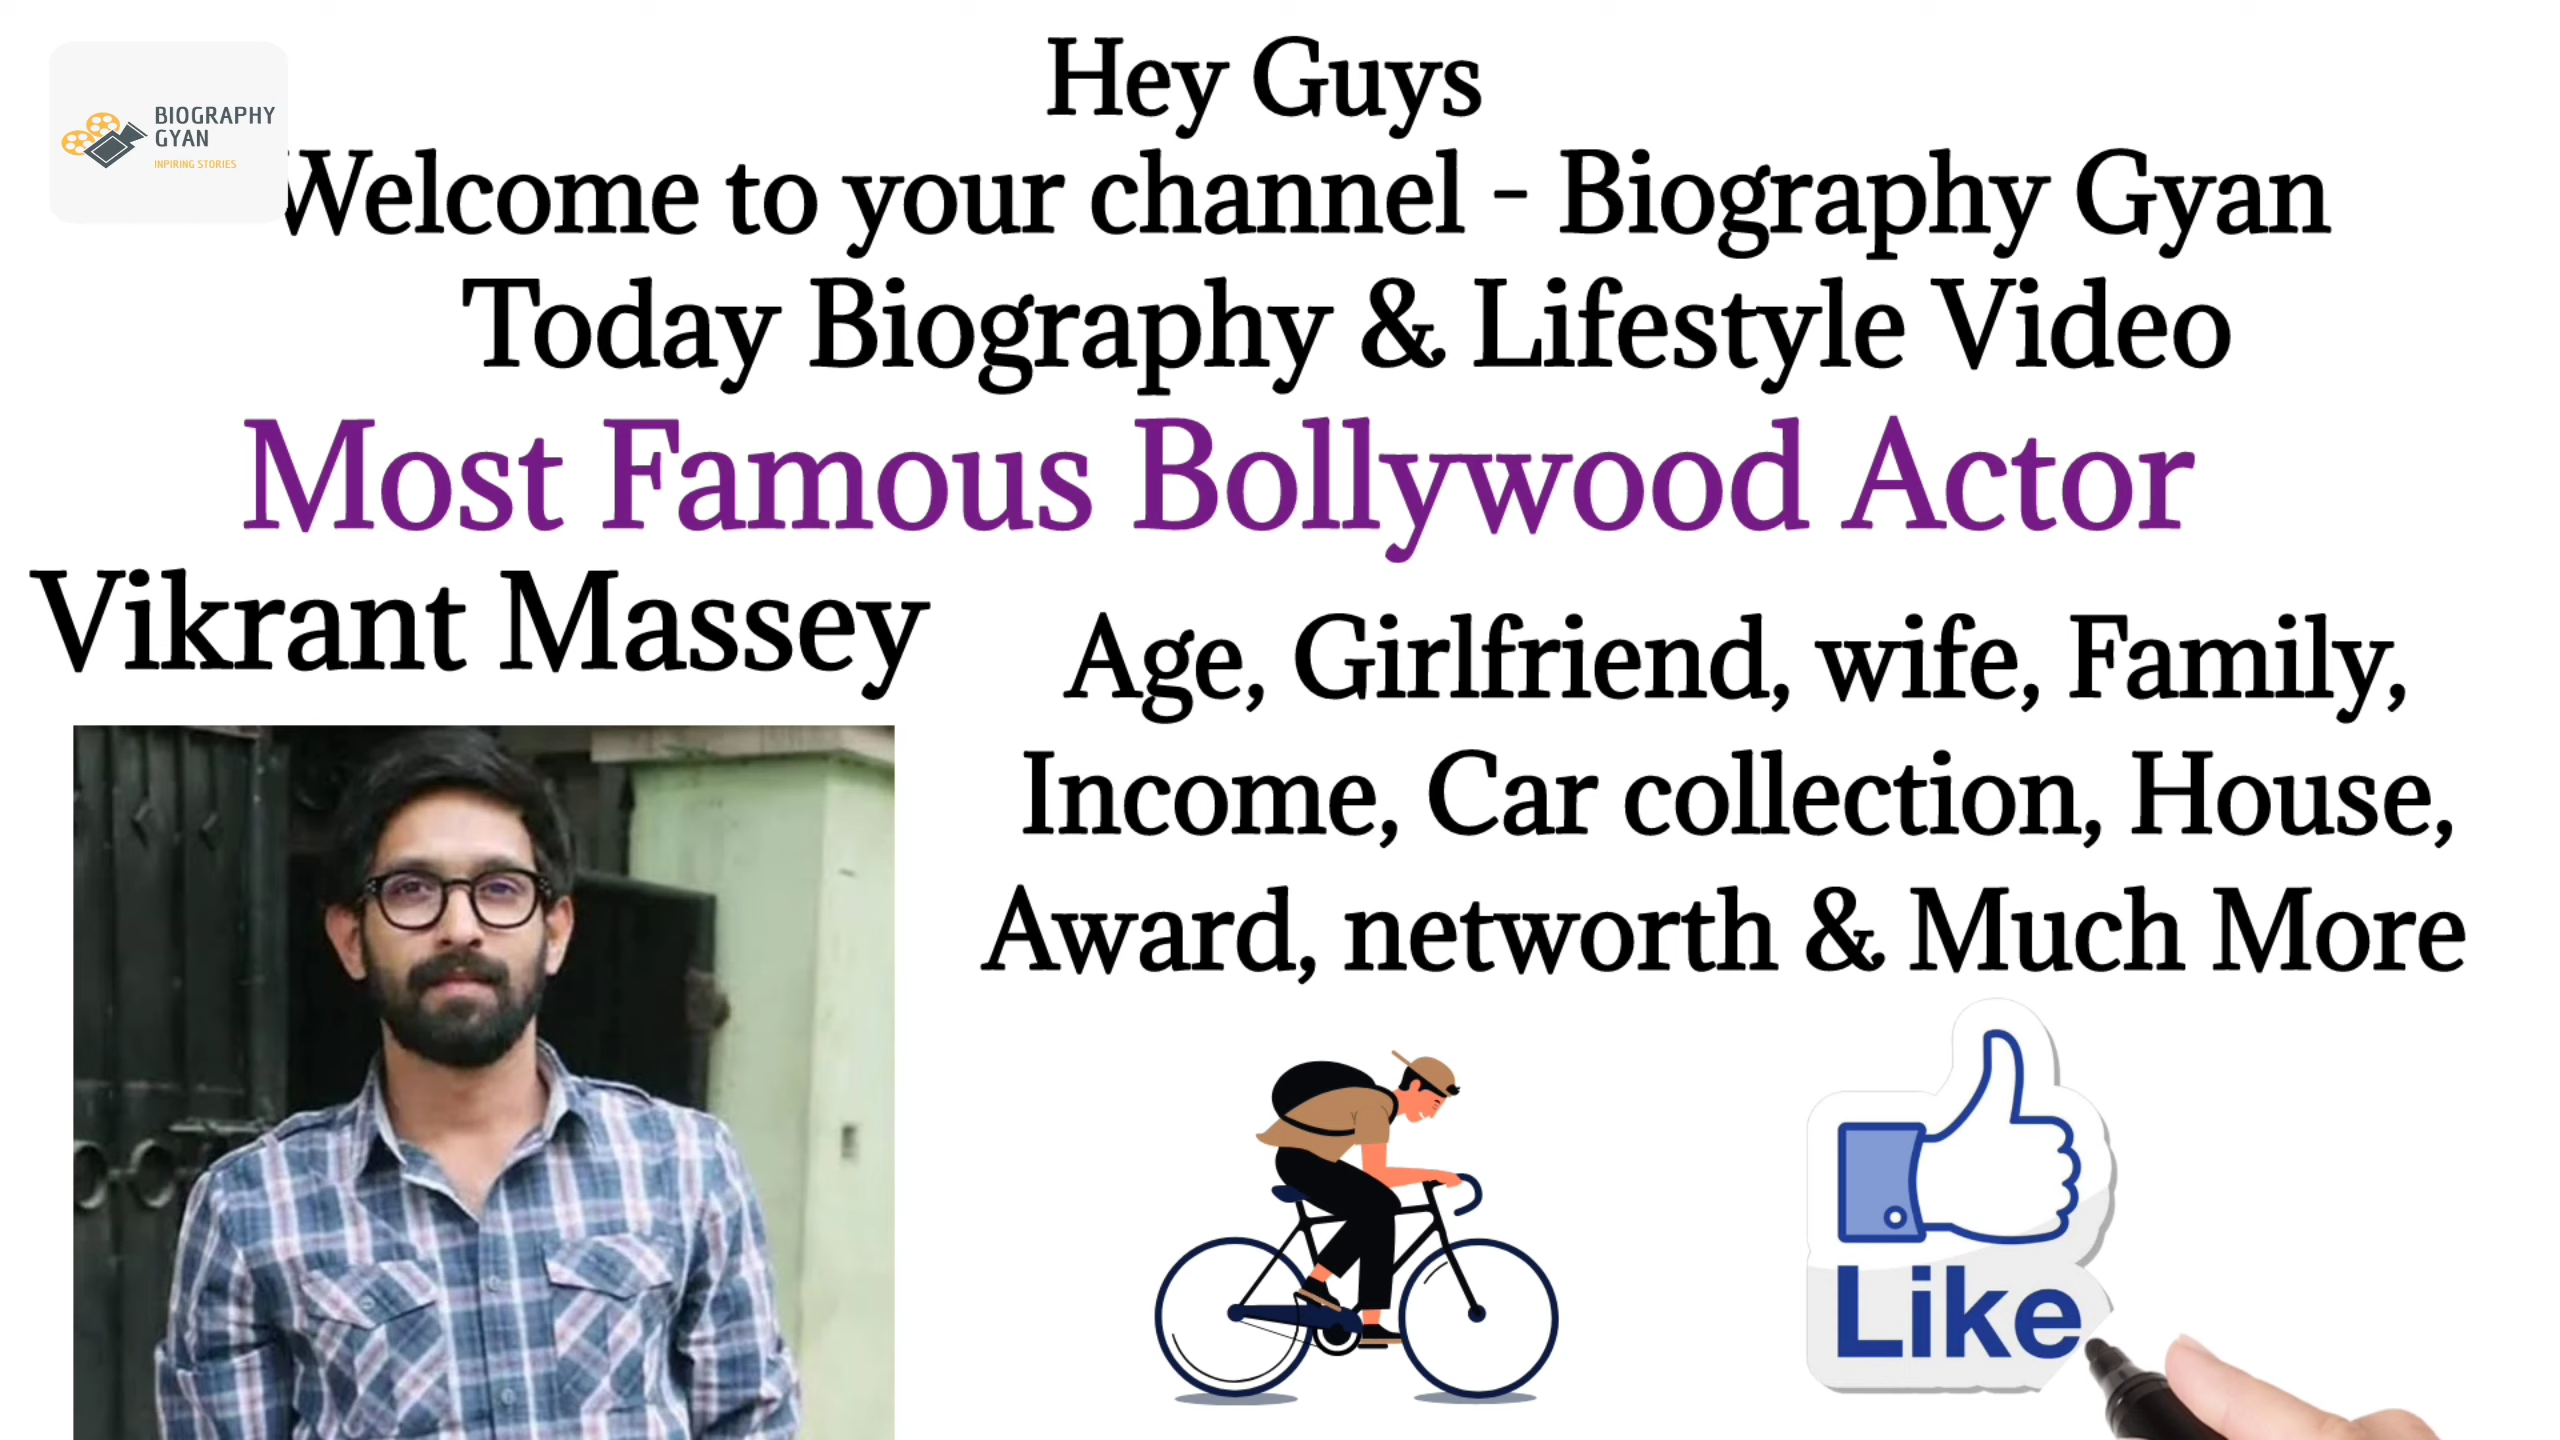 BIOGRAPHY
GYAN
INPIRING STORIES
Hey Guys
Welcome to your channel - Biography Gyan
Today Biography & Lifestyle Video
Most Famous Bollywood Actor
Vikrant Massey
Age, Girlfriend, wife, Family,
Income, Car collection, House,
Award, networth & Much More
Like